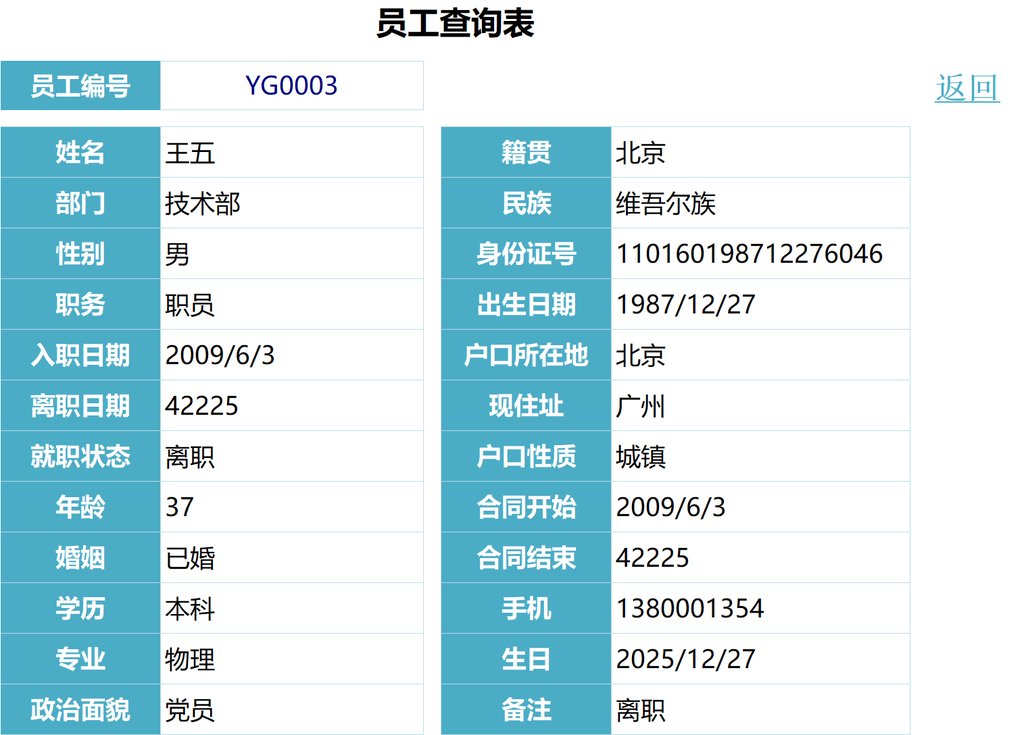 员工查询表
员工编号 YG0003 返回
姓名 王五 籍贯 北京
部门 技术部 民族 维吾尔族
性别 男 身份证号 110160198712276046
职务 职员 出生日期 1987/12/27
入职日期 2009/6/3 户口所在地 北京
离职日期 42225 现住址 广州
就职状态 离职 户口性质 城镇
年龄 37 合同开始 2009/6/3
婚姻 已婚 合同结束 42225
学历 本科 手机 1380001354
专业 物理 生日 2025/12/27
政治面貌 党员 备注 离职